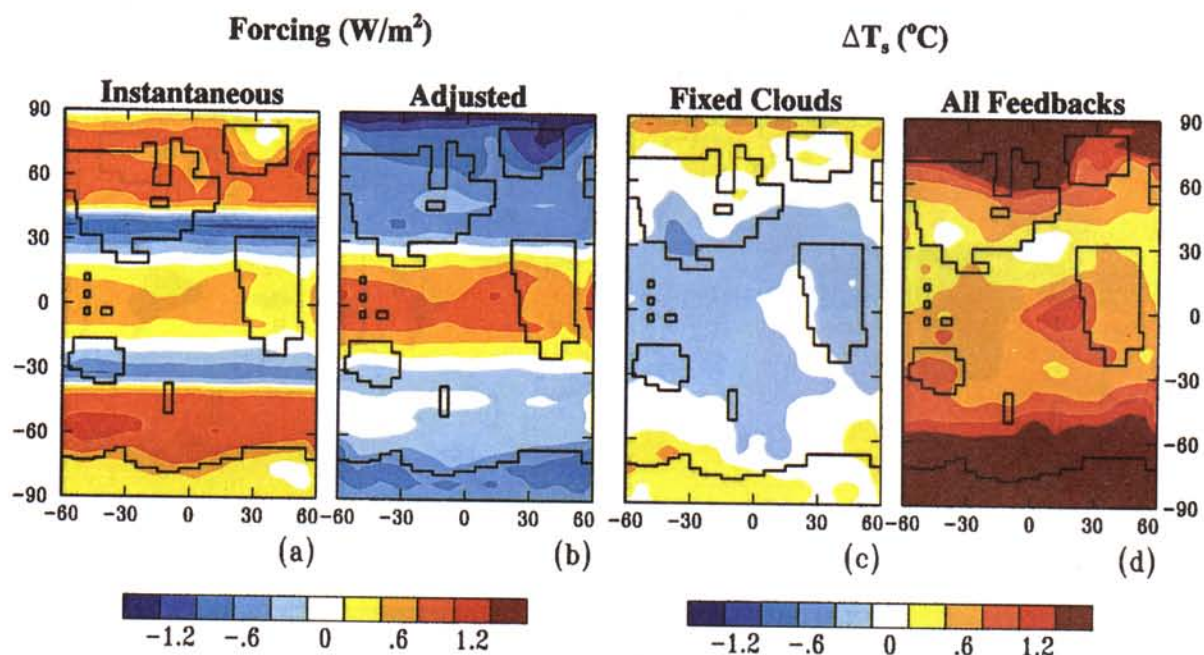 Forcing (W/m²) ΔTₛ (°C)
Instantaneous Adjusted Fixed Clouds All Feedbacks
90 90
60 60
30 30
0 0
-30 -30
-60 -60
-90 -90
-60 -30 0 30 60 -60 -30 0 30 60 -60 -30 0 30 60 -60 -30 0 30 60
(a) (b) (c) (d)
-1.2 -.6 0 .6 1.2 -1.2 -.6 0 .6 1.2